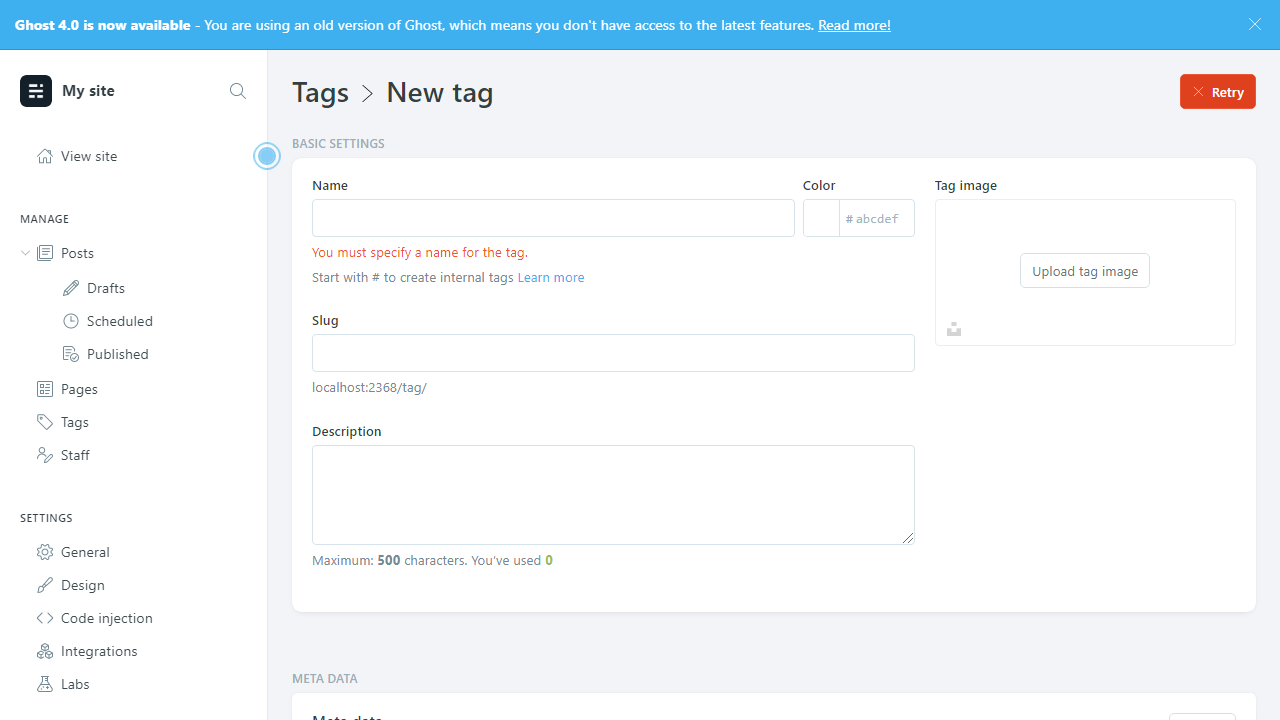 Ghost 4.0 is now available - You are using an old version of Ghost, which means you don't have access to the latest features. Read more!
My site
View site
MANAGE
Posts
Drafts
Scheduled
Published
Pages
Tags
Staff
SETTINGS
General
Design
Code injection
Integrations
Labs
Tags > New tag
Retry
BASIC SETTINGS
Name
Color
# abcdef
You must specify a name for the tag.
Start with # to create internal tags Learn more
Slug
localhost:2368/tag/
Description
Maximum: 500 characters. You've used 0
Tag image
Upload tag image
META DATA
Meta data